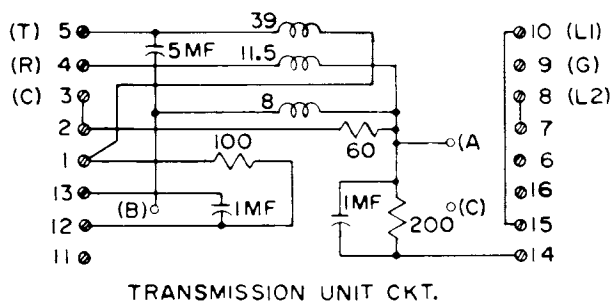 (T) 5 39 10 (L1)
5MF
(R) 4 11.5 9 (G)
(C) 3 8 (L2)
8
2 7
100 60 (A
1 6
13 16
(B) 1MF 1MF (C)
12 200 15
11 14
TRANSMISSION UNIT CKT.